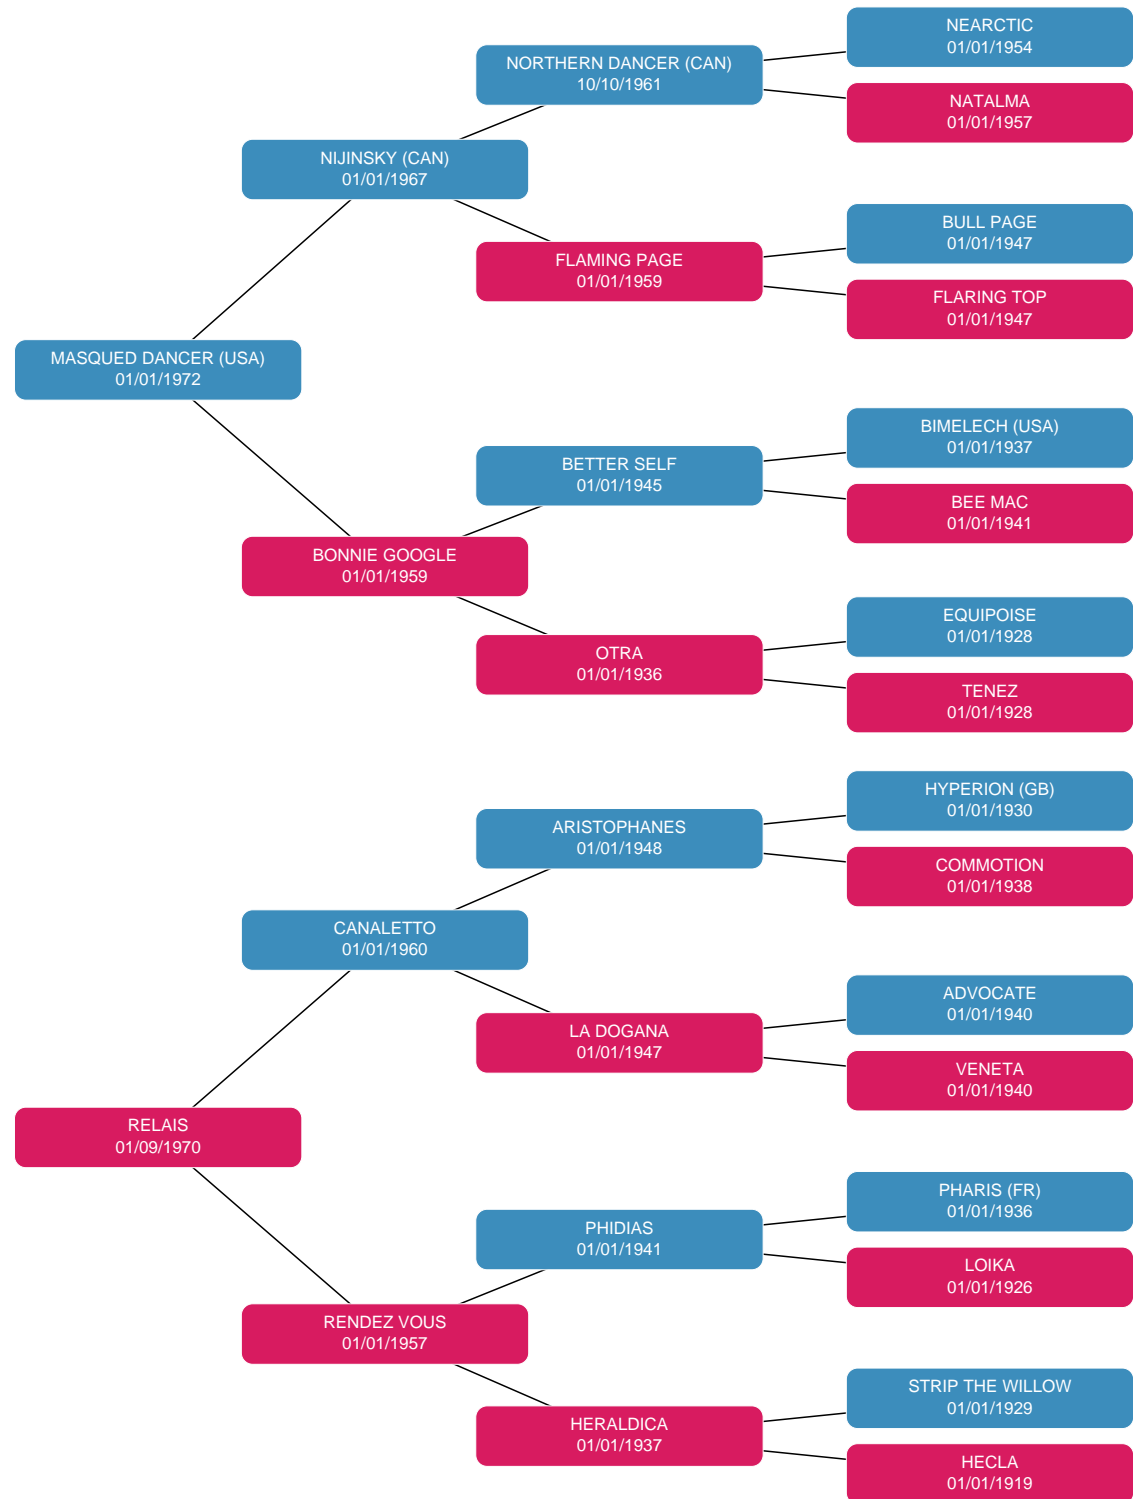 NEARCTIC
01/01/1954
NORTHERN DANCER (CAN)
10/10/1961
NATALMA
01/01/1957
NIJINSKY (CAN)
01/01/1967
BULL PAGE
01/01/1947
FLAMING PAGE
01/01/1959
FLARING TOP
01/01/1947
MASQUED DANCER (USA)
01/01/1972
BIMELECH (USA)
01/01/1937
BETTER SELF
01/01/1945
BEE MAC
01/01/1941
BONNIE GOOGLE
01/01/1959
EQUIPOISE
01/01/1928
OTRA
01/01/1936
TENEZ
01/01/1928
HYPERION (GB)
01/01/1930
ARISTOPHANES
01/01/1948
COMMOTION
01/01/1938
CANALETTO
01/01/1960
ADVOCATE
01/01/1940
LA DOGANA
01/01/1947
VENETA
01/01/1940
RELAIS
01/09/1970
PHARIS (FR)
01/01/1936
PHIDIAS
01/01/1941
LOIKA
01/01/1926
RENDEZ VOUS
01/01/1957
STRIP THE WILLOW
01/01/1929
HERALDICA
01/01/1937
HECLA
01/01/1919